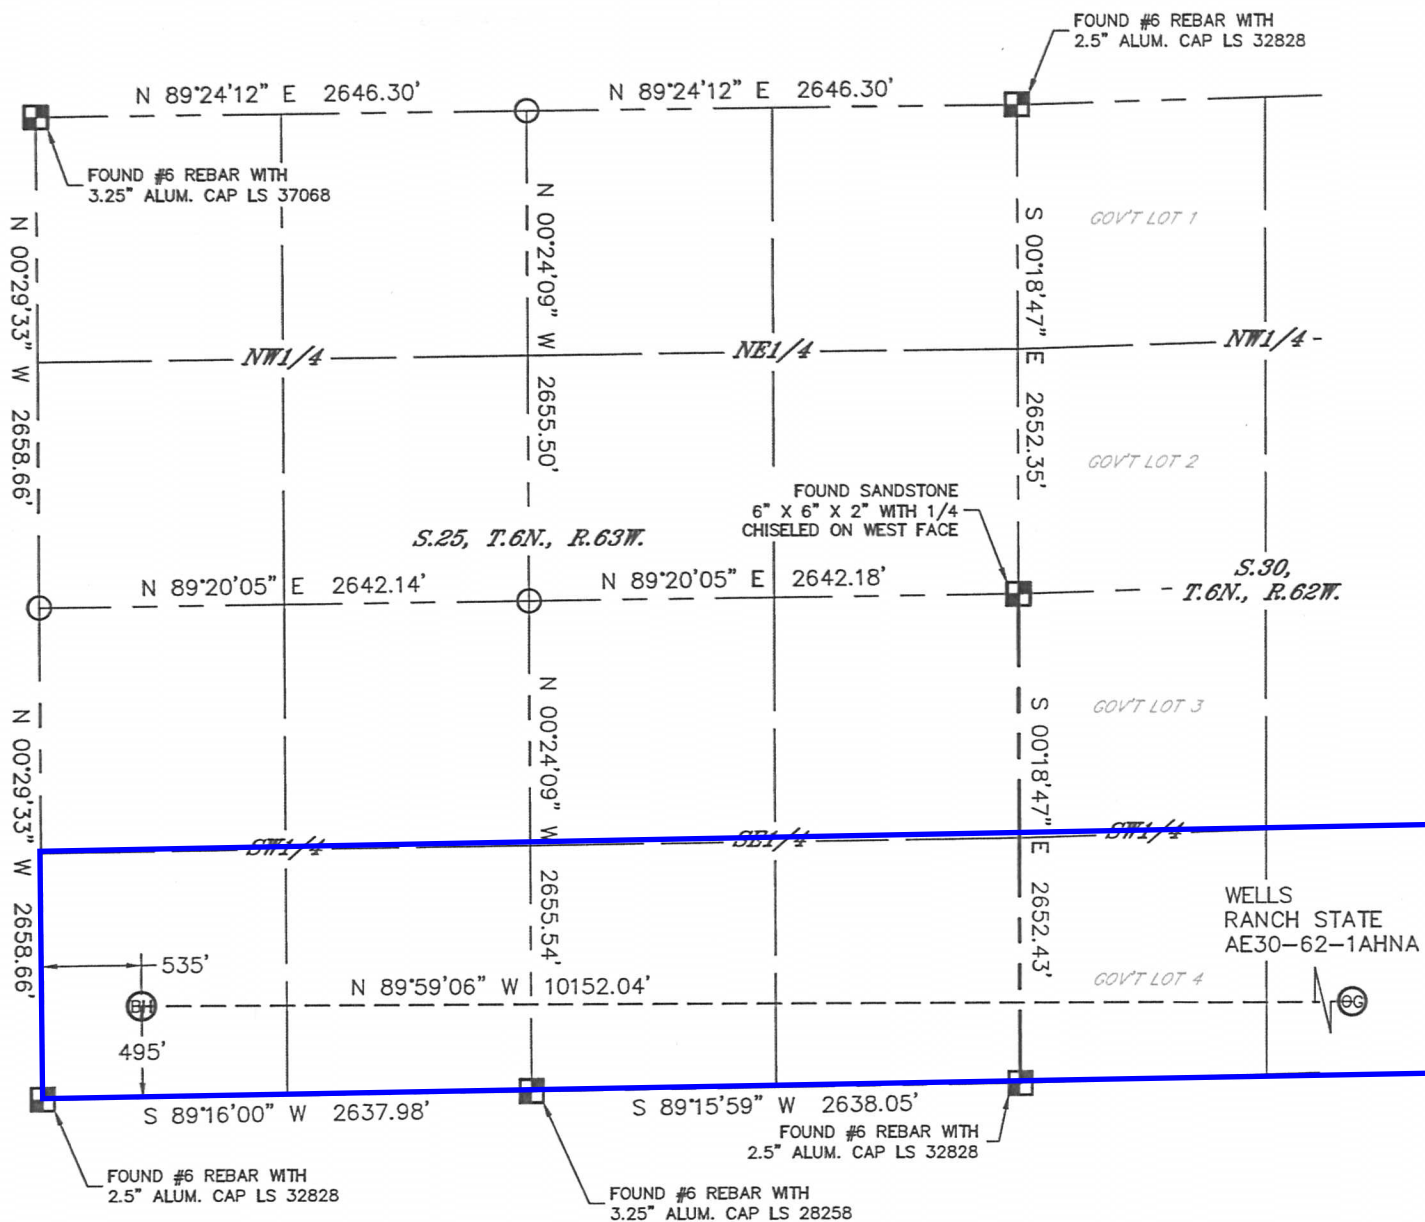 FOUND #6 REBAR WITH
2.5" ALUM. CAP LS 32828
N 89°24'12" E 2646.30'
N 89°24'12" E 2646.30'
FOUND #6 REBAR WITH
3.25" ALUM. CAP LS 37068
N 00°29'33" W 2658.66'
N 00°24'09" W 2655.50'
S 00°18'47" E 2652.35'
GOV'T LOT 1
NW1/4
NE1/4
NW1/4
GOV'T LOT 2
FOUND SANDSTONE
6" X 6" X 2" WITH 1/4
CHISELED ON WEST FACE
S.25, T.6N., R.63W.
S.30,
T.6N., R.62W.
N 89°20'05" E 2642.14'
N 89°20'05" E 2642.18'
N 00°29'33" W 2658.66'
N 00°24'09" W 2655.54'
S 00°18'47" E 2652.43'
GOV'T LOT 3
SW1/4
SE1/4
SW1/4
WELLS
RANCH STATE
AE30-62-1AHNA
535'
N 89°59'06" W 10152.04'
GOV'T LOT 4
BH
OG
495'
S 89°16'00" W 2637.98'
S 89°15'59" W 2638.05'
FOUND #6 REBAR WITH
2.5" ALUM. CAP LS 32828
FOUND #6 REBAR WITH
2.5" ALUM. CAP LS 32828
FOUND #6 REBAR WITH
3.25" ALUM. CAP LS 28258